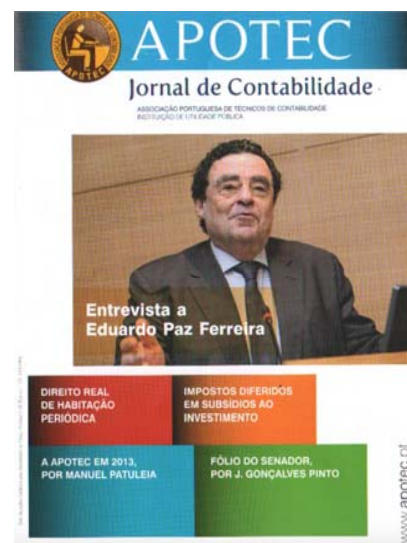 APOTEC
Jornal de Contabilidade
ASSOCIAÇÃO PORTUGUESA DE TÉCNICOS DE CONTABILIDADE
INSTITUIÇÃO DE UTILIDADE PÚBLICA
APOTEC
Entrevista a
Eduardo Paz Ferreira
DIREITO REAL
DE HABITAÇÃO
PERIÓDICA
IMPOSTOS DIFERIDOS
EM SUBSÍDIOS AO
INVESTIMENTO
A APOTEC EM 2013,
POR MANUEL PATULEIA
FÓLIO DO SENADOR,
POR J. GONÇALVES PINTO
www.apotec.pt